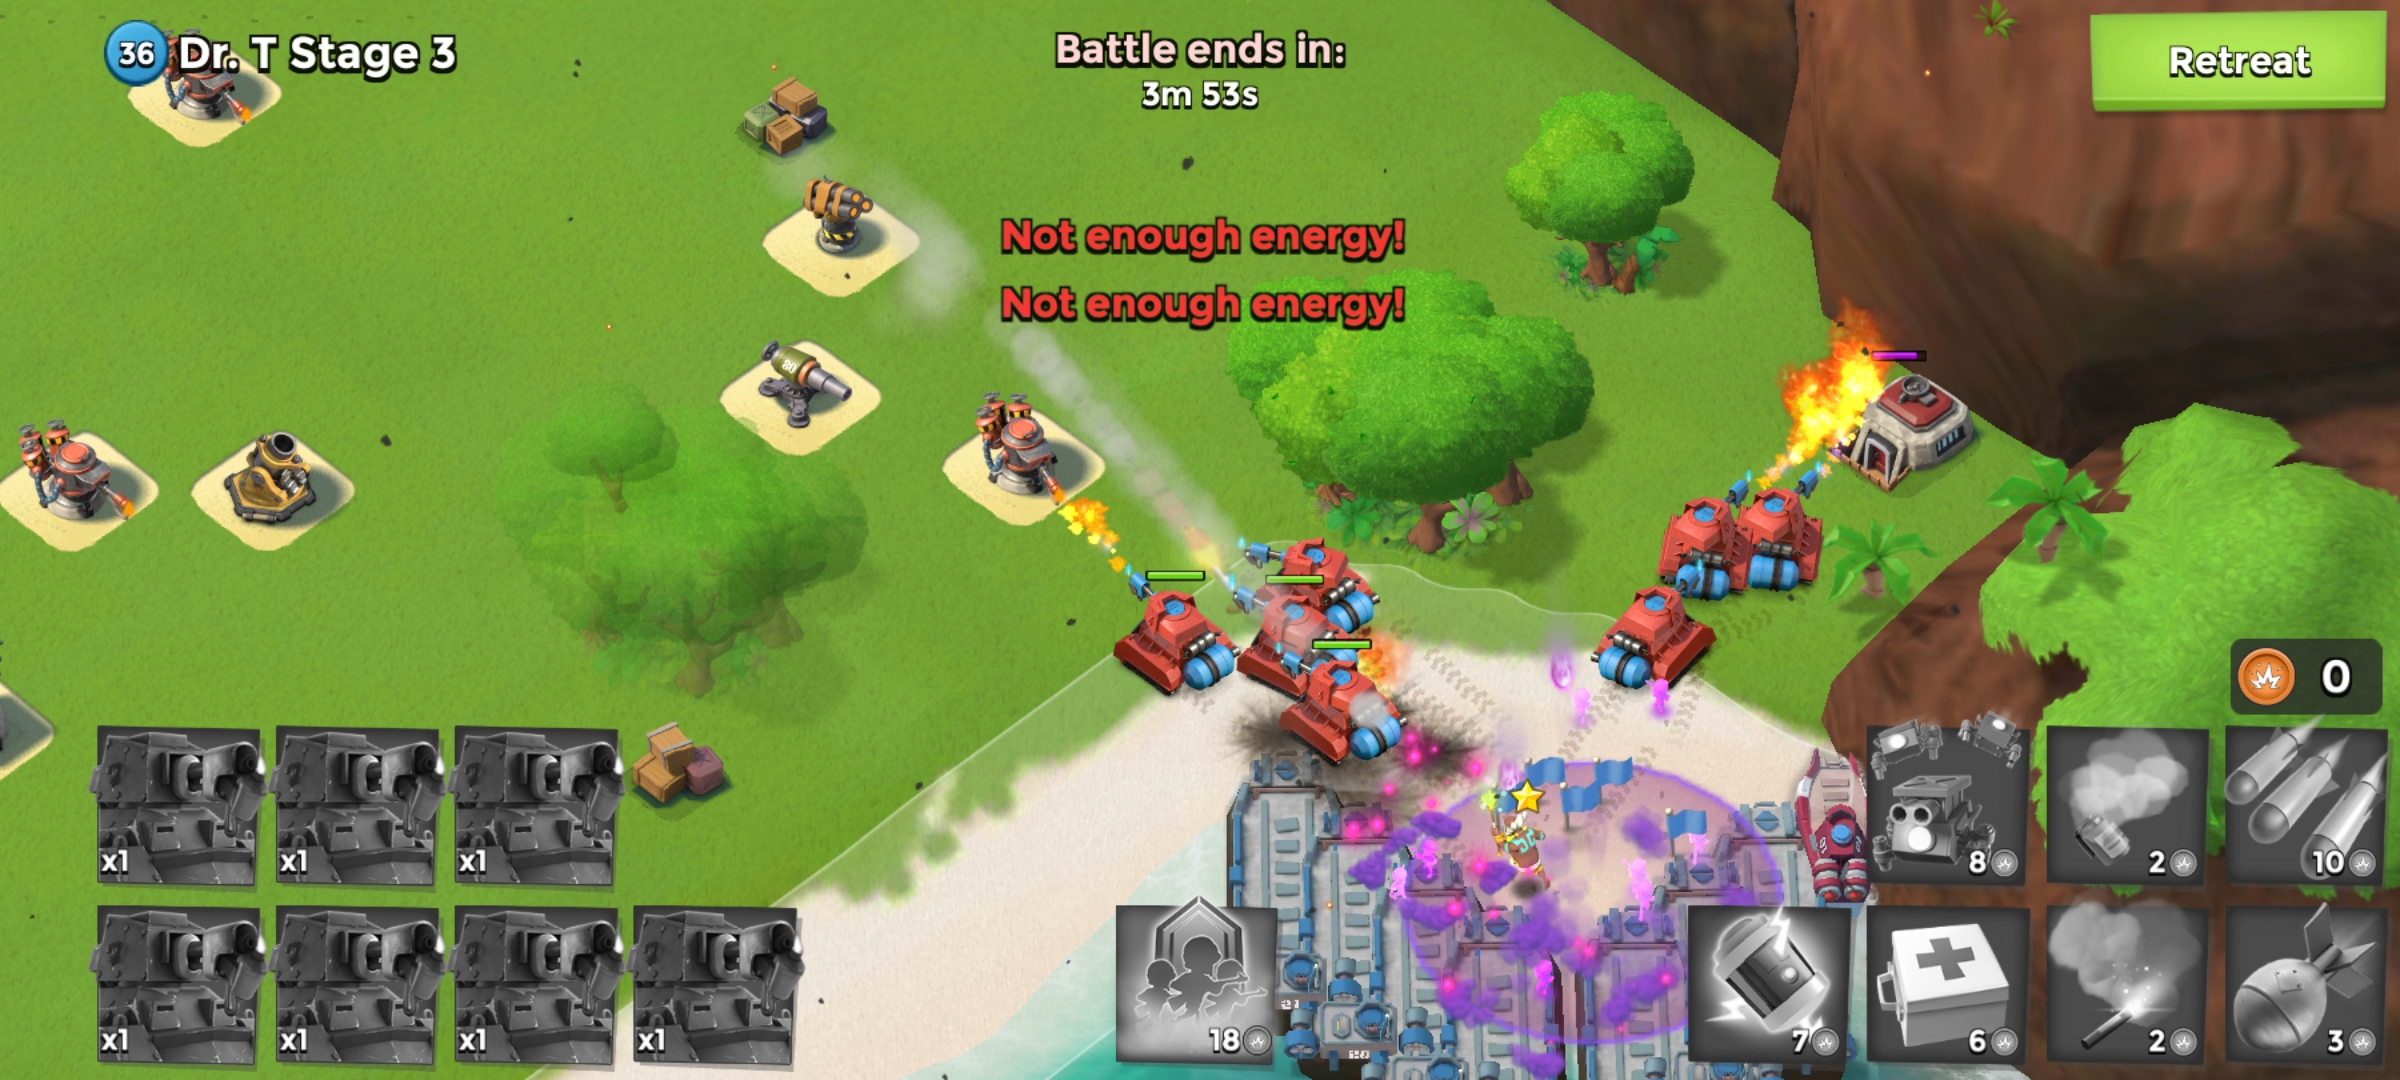 36 Dr. T Stage 3
Battle ends in:
3m 53s
Retreat
Not enough energy!
Not enough energy!
80
0
x1
x1
x1
8
2
10
x1
x1
x1
x1
18
7
6
2
3